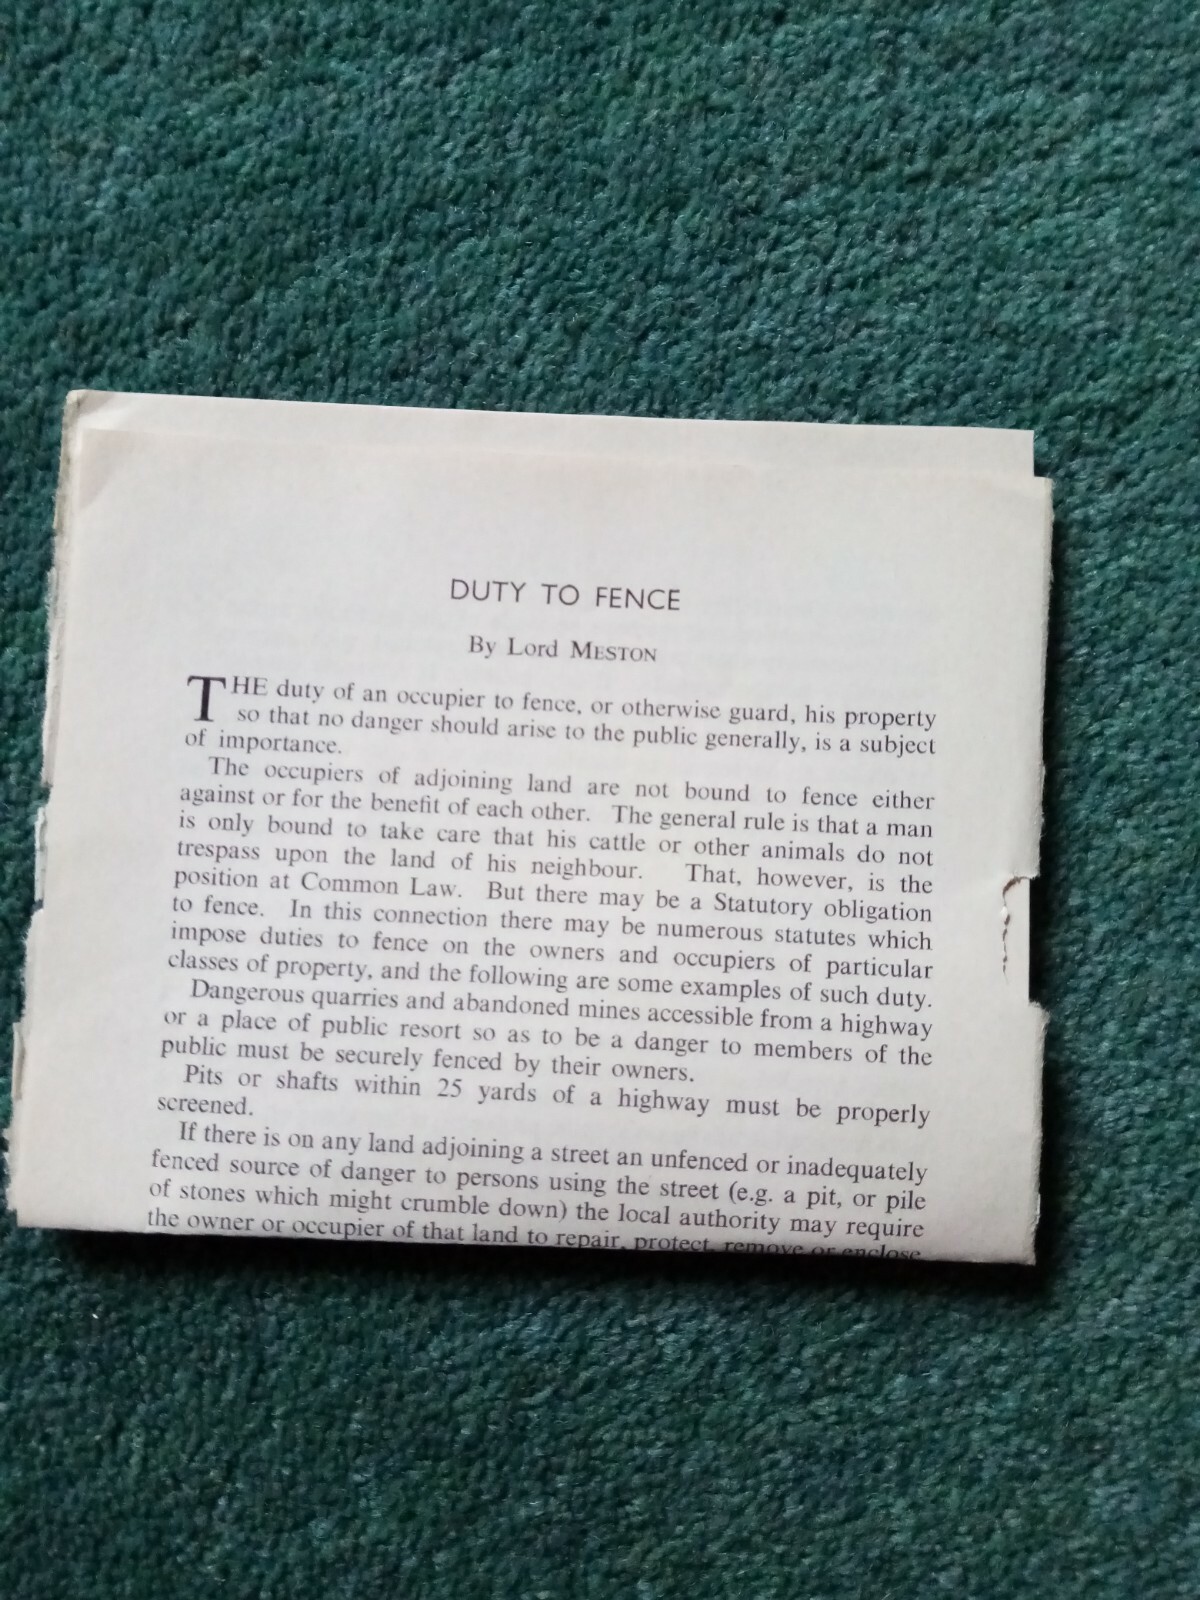 DUTY TO FENCE
By Lord MESTON
THE duty of an occupier to fence, or otherwise guard, his property
so that no danger should arise to the public generally, is a subject
of importance.
The occupiers of adjoining land are not bound to fence either
against or for the benefit of each other. The general rule is that a man
is only bound to take care that his cattle or other animals do not
trespass upon the land of his neighbour. That, however, is the
position at Common Law. But there may be a Statutory obligation
to fence. In this connection there may be numerous statutes which
impose duties to fence on the owners and occupiers of particular
classes of property, and the following are some examples of such duty.
Dangerous quarries and abandoned mines accessible from a highway
or a place of public resort so as to be a danger to members of the
public must be securely fenced by their owners.
Pits or shafts within 25 yards of a highway must be properly
screened.
If there is on any land adjoining a street an unfenced or inadequately
fenced source of danger to persons using the street (e.g. a pit, or pile
of stones which might crumble down) the local authority may require
the owner or occupier of that land to repair, protect, remove or enclose